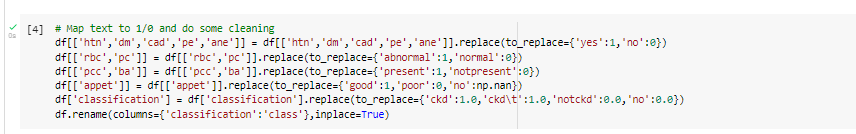 [4] # Map text to 1/0 and do some cleaning
df[['htn','dm','cad','pe','ane']] = df[['htn','dm','cad','pe','ane']].replace(to_replace={'yes':1,'no':0})
df[['rbc','pc']] = df[['rbc','pc']].replace(to_replace={'abnormal':1,'normal':0})
df[['pcc','ba']] = df[['pcc','ba']].replace(to_replace={'present':1,'notpresent':0})
df[['appet']] = df[['appet']].replace(to_replace={'good':1,'poor':0,'no':np.nan})
df['classification'] = df['classification'].replace(to_replace={'ckd':1.0,'ckd\t':1.0,'notckd':0.0,'no':0.0})
df.rename(columns={'classification':'class'},inplace=True)
0s